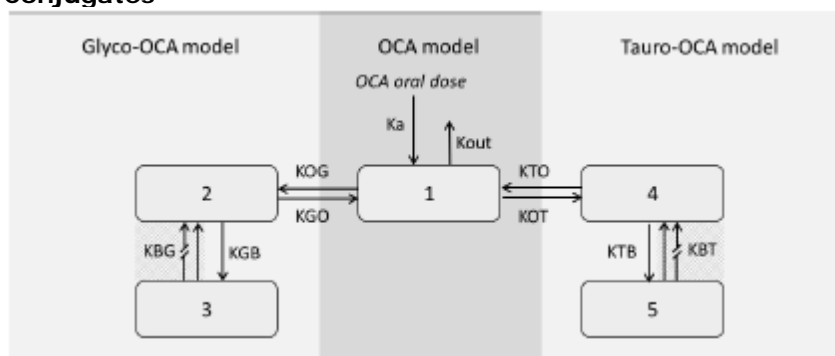 conjugates
Glyco-OCA model OCA model Tauro-OCA model
OCA oral dose
Ka
Kout
KOG KTO
2 1 4
KGO KOT
KBG KGB KTB KBT
3 5